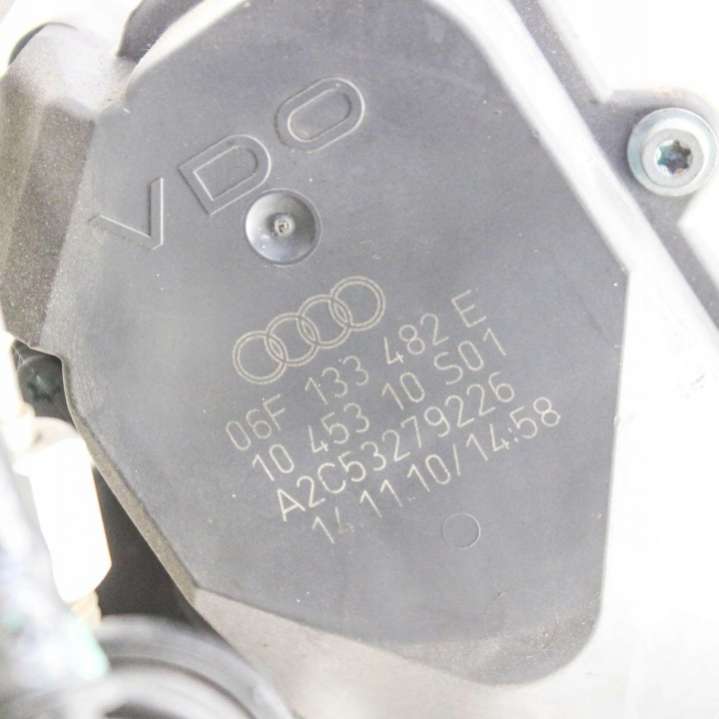 VDO
06F 133 482 E
10 453 10 S01
A2C53279226
14 11 10/14:58